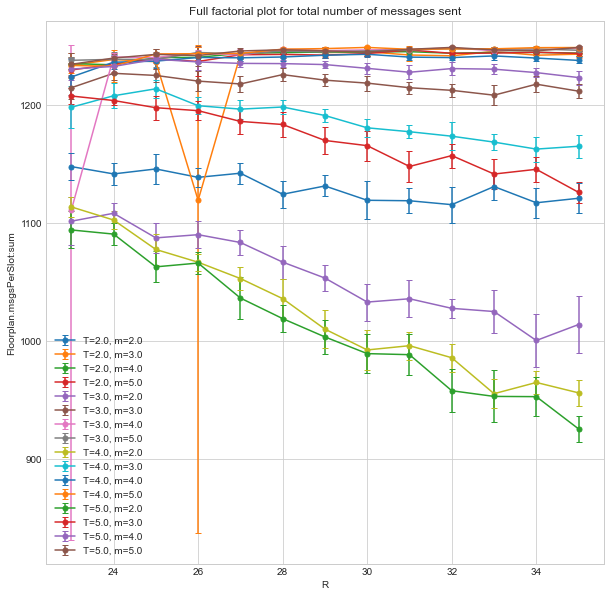 Full factorial plot for total number of messages sent
1200
1100
1000
900
Floorplan.msgsPerSlot:sum
T=2.0, m=2.0
T=2.0, m=3.0
T=2.0, m=4.0
T=2.0, m=5.0
T=3.0, m=2.0
T=3.0, m=3.0
T=3.0, m=4.0
T=3.0, m=5.0
T=4.0, m=2.0
T=4.0, m=3.0
T=4.0, m=4.0
T=4.0, m=5.0
T=5.0, m=2.0
T=5.0, m=3.0
T=5.0, m=4.0
T=5.0, m=5.0
24 26 28 30 32 34
R